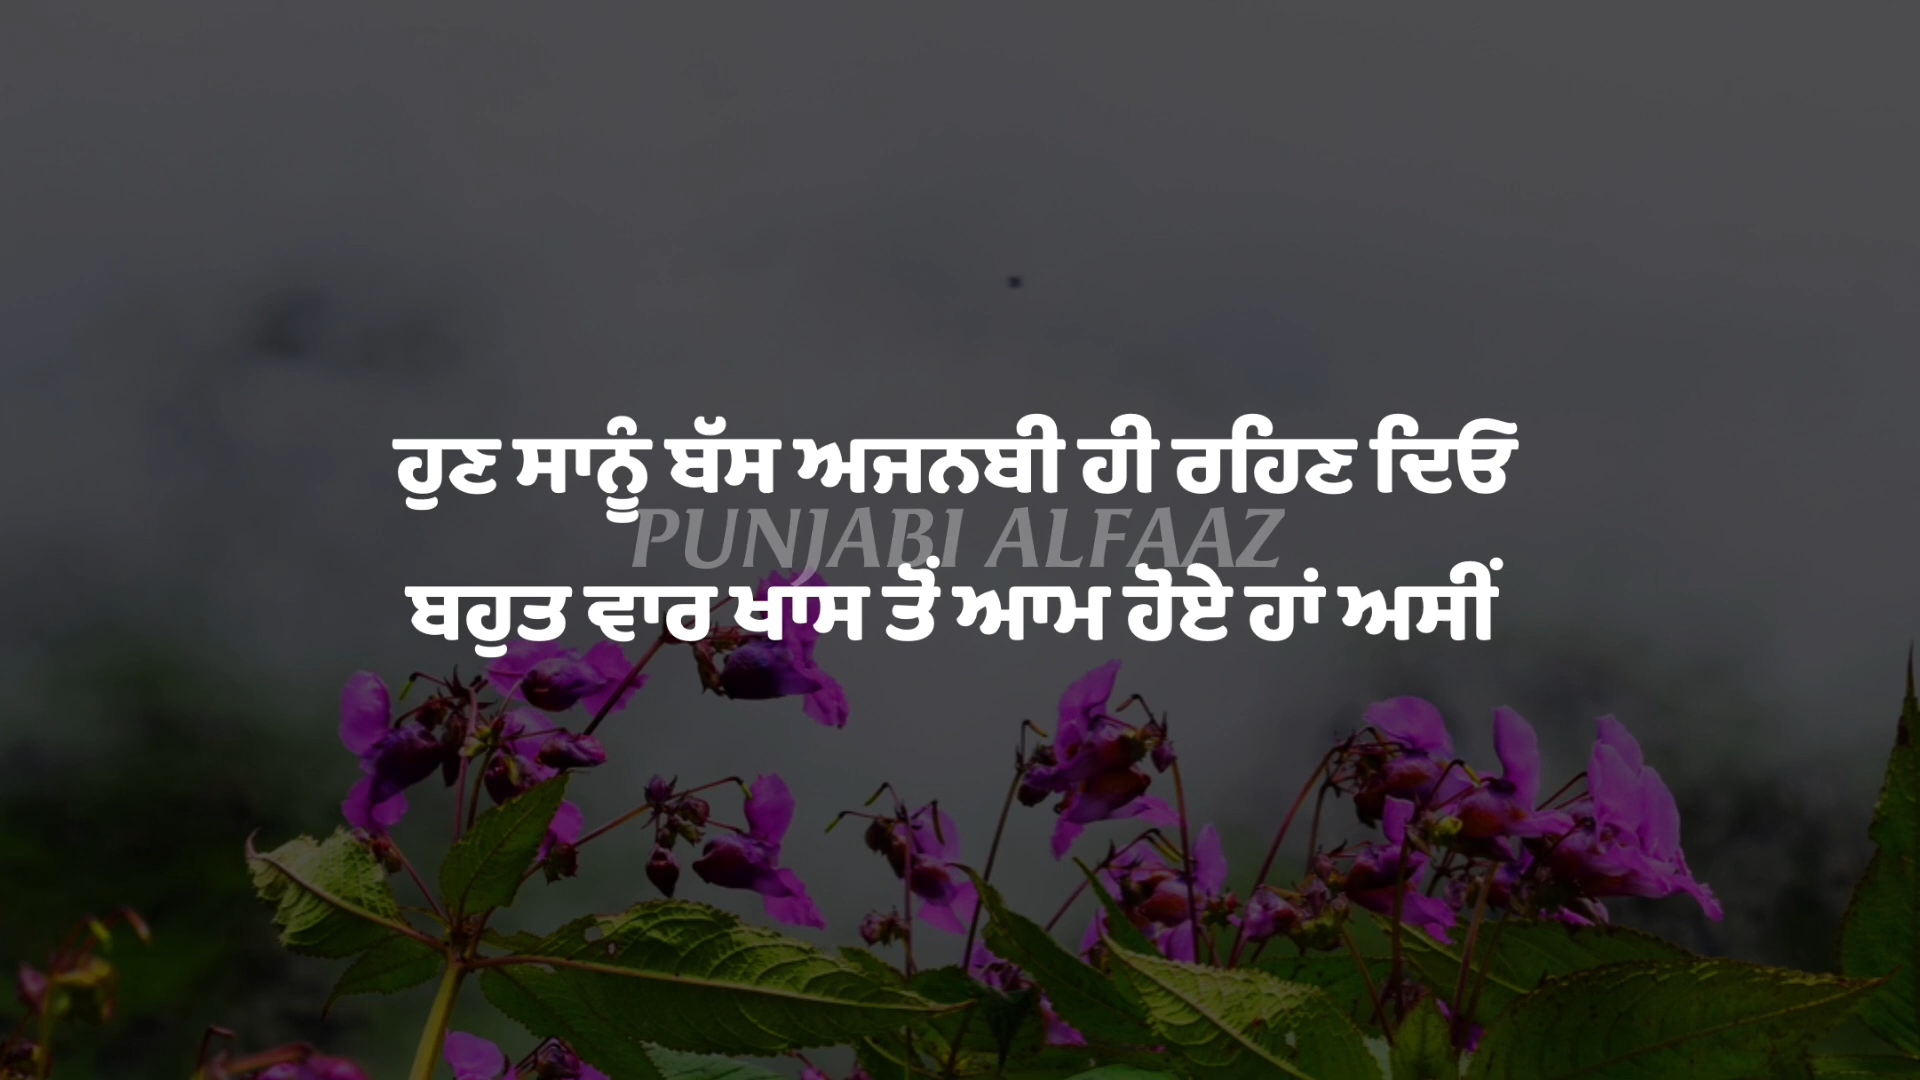 ਹੁਣ ਸਾਨੂੰ ਬੱਸ ਅਜਨਬੀ ਹੀ ਰਹਿਣ ਦਿਓ
PUNJABI ALFAAZ
ਬਹੁਤ ਵਾਰ ਖਾਸ ਤੋਂ ਆਮ ਹੋਏ ਹਾਂ ਅਸੀਂ